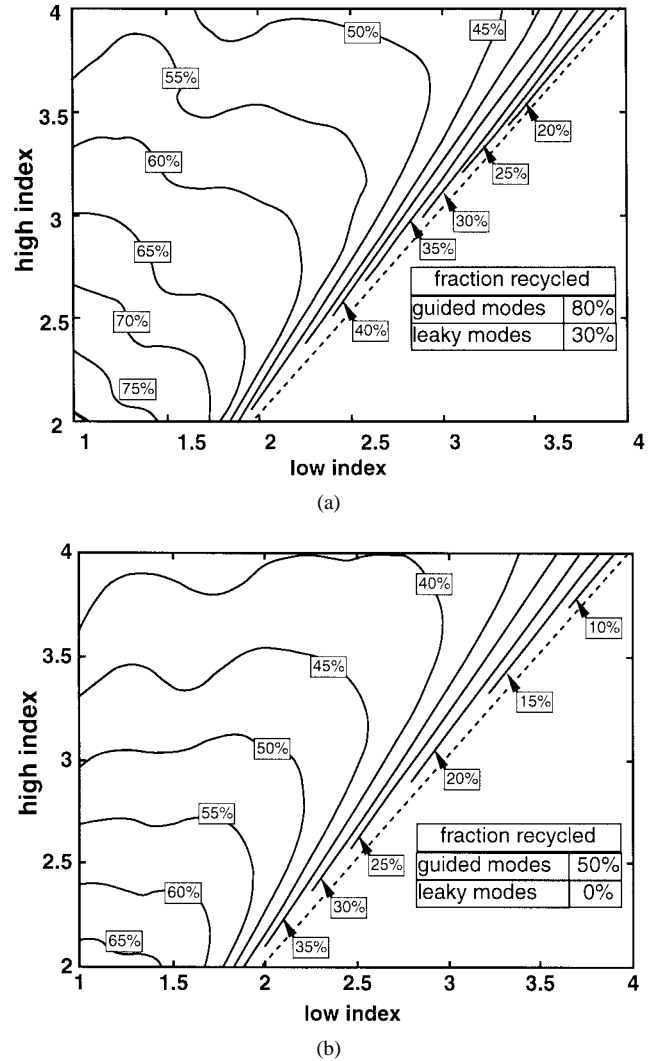 4
50%
45%
55%
3.5
20%
60%
25%
high index
3
30%
65%
35%
fraction recycled
guided modes 80%
leaky modes 30%
2.5
70%
40%
75%
2
1 1.5 2 2.5 3 3.5 4
low index
(a)
4
40%
10%
3.5
45%
15%
high index
3
50%
20%
55%
fraction recycled
guided modes 50%
leaky modes 0%
2.5
25%
60%
30%
65%
35%
2
1 1.5 2 2.5 3 3.5 4
low index
(b)